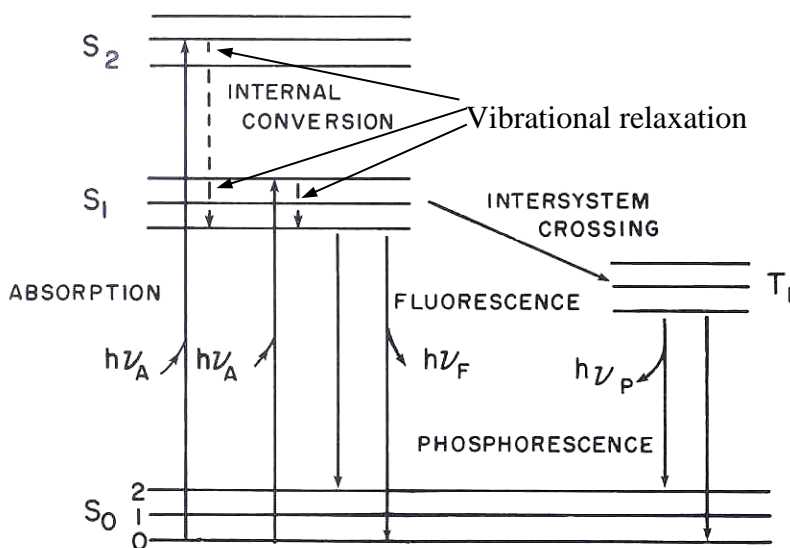 S2
INTERNAL
CONVERSION
Vibrational relaxation
S1
INTERSYSTEM
CROSSING
T1
ABSORPTION
FLUORESCENCE
hνA
hνA
hνF
hνP
PHOSPHORESCENCE
S0
2
1
0